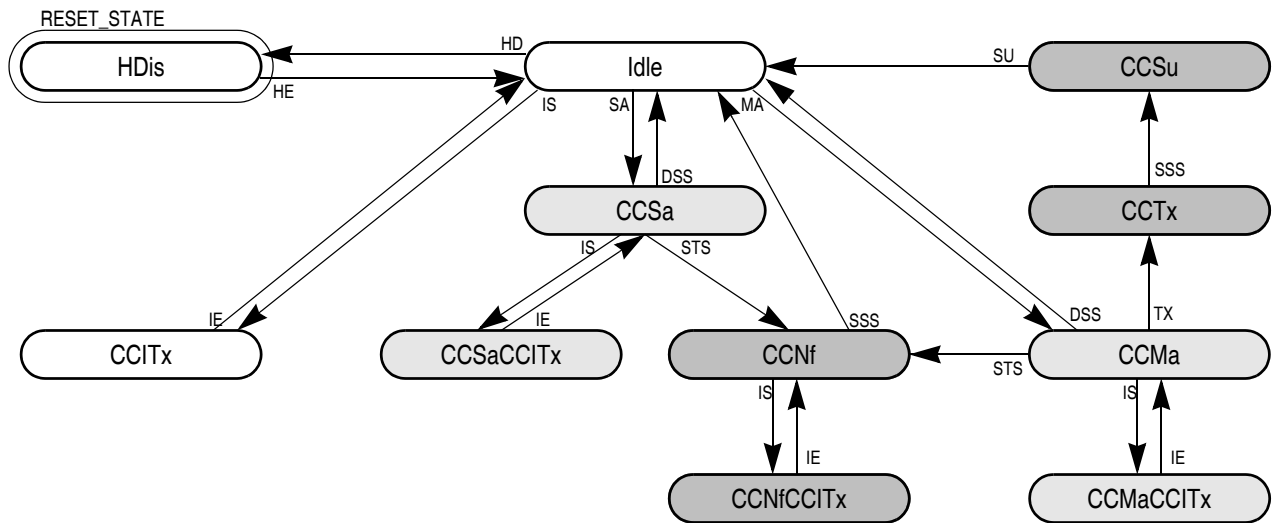 RESET_STATE
HDis
HD
HE
Idle
SU
CCSu
IS
SA
MA
DSS
SSS
CCSa
CCTx
IS
STS
IE
IE
SSS
DSS
TX
CCITx
CCSaCCITx
CCNf
STS
CCMa
IS
IE
IS
IE
CCNfCCITx
CCMaCCITx